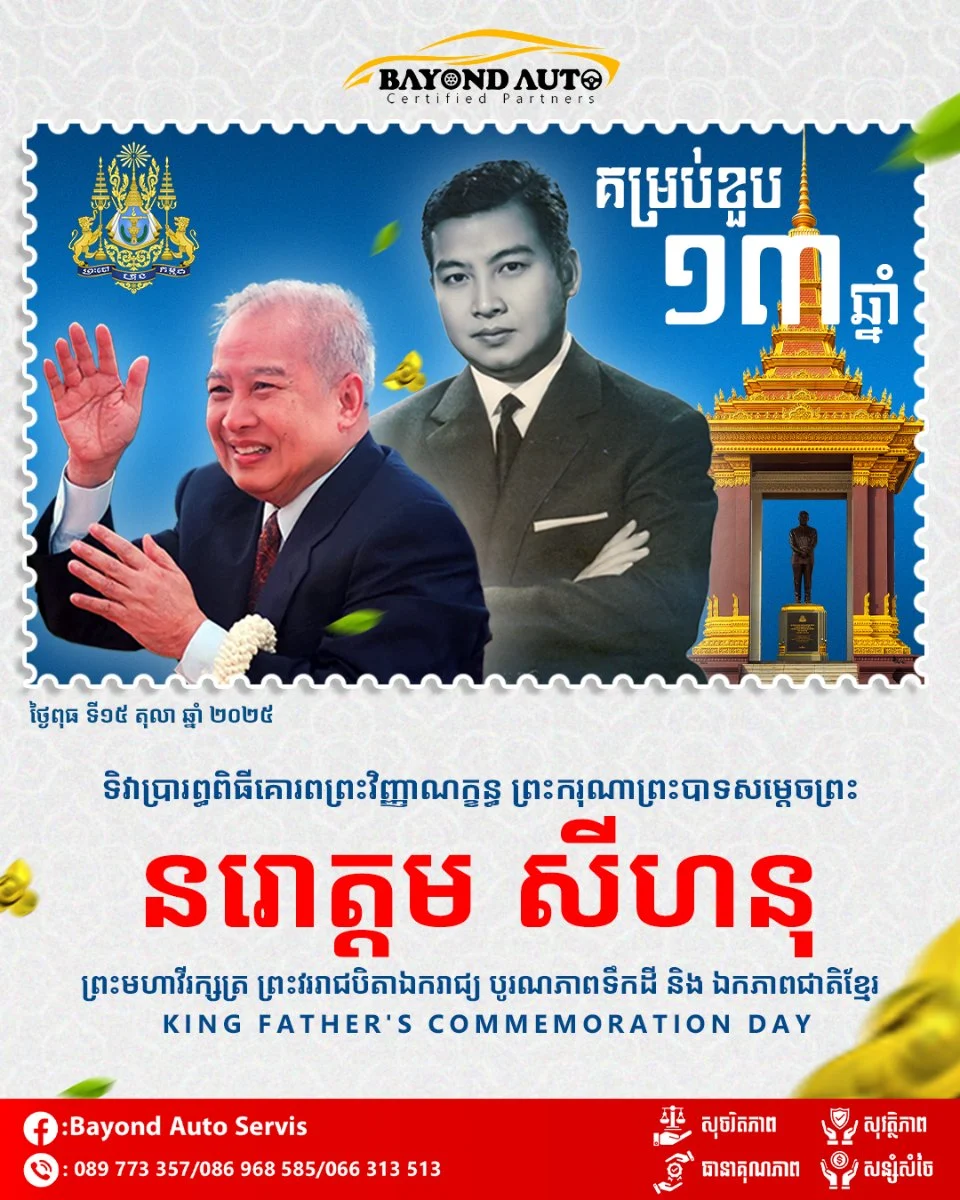 BAYOND AUTO
Certified Partners
គម្រប់ខួប
១៣ ឆ្នាំ
ថ្ងៃពុធ ទី១៥ តុលា ឆ្នាំ ២០២៥
ទិវាប្រារព្ធពិធីគោរពព្រះវិញ្ញាណក្ខន្ធ ព្រះករុណាព្រះបាទសម្តេចព្រះ
នរោត្តម សីហនុ
ព្រះមហាវីរក្សត្រ ព្រះវររាជបិតាឯករាជ្យ បូរណភាពទឹកដី និង ឯកភាពជាតិខ្មែរ
KING FATHER'S COMMEMORATION DAY
:Bayond Auto Servis
: 089 773 357/086 968 585/066 313 513
សុចរិតភាព
សុវត្ថិភាព
ធានាគុណភាព
សន្សំសំចៃ